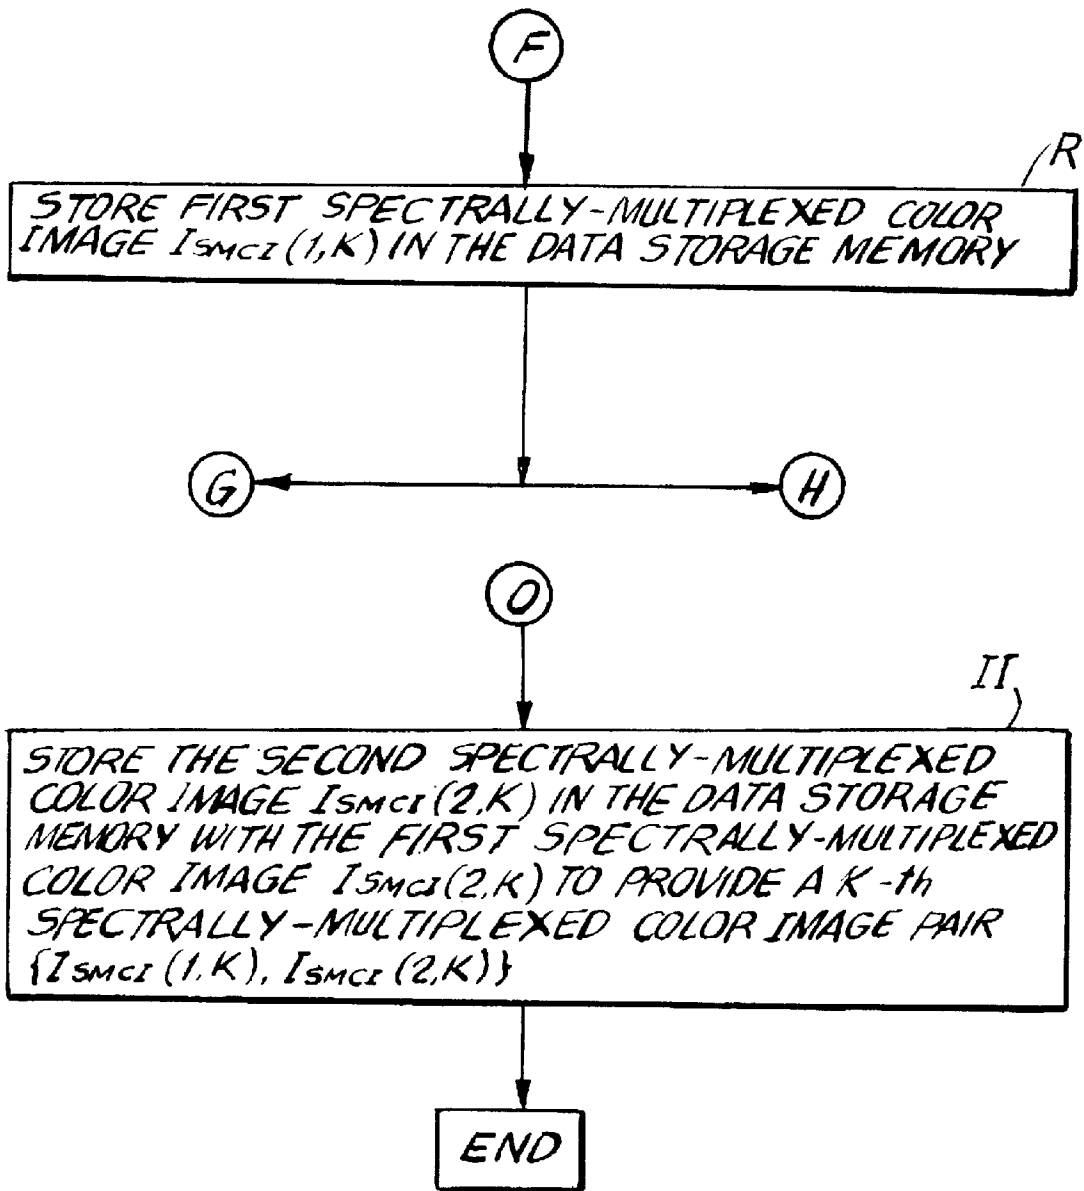 F
R
STORE FIRST SPECTRALLY-MULTIPLEXED COLOR
IMAGE ISMCI (1,K) IN THE DATA STORAGE MEMORY
G
H
O
II
STORE THE SECOND SPECTRALLY-MULTIPLEXED
COLOR IMAGE ISMCI (2,K) IN THE DATA STORAGE
MEMORY WITH THE FIRST SPECTRALLY-MULTIPLEXED
COLOR IMAGE ISMCI (2,K) TO PROVIDE A K-th
SPECTRALLY-MULTIPLEXED COLOR IMAGE PAIR
{ISMCI (1,K), ISMCI (2,K)}
END